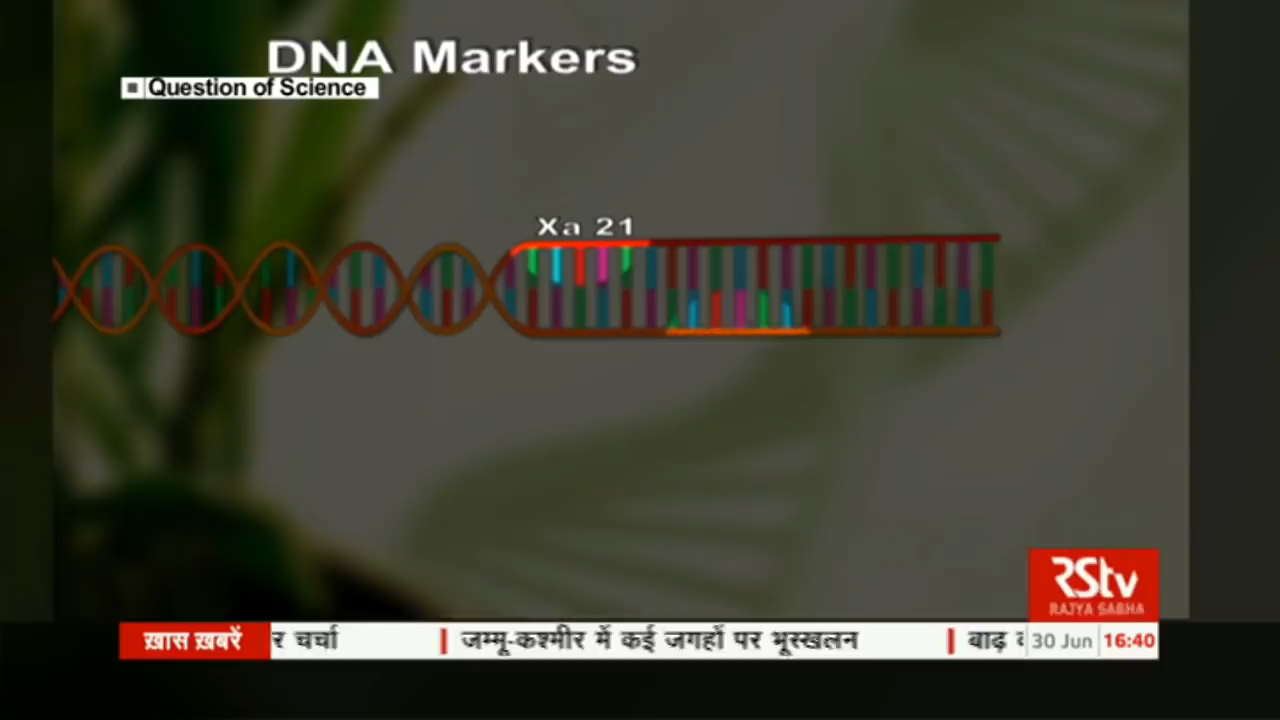 DNA Markers
Question of Science
Xa 21
RSTV
RAJYA SABHA
ख़ास ख़बरें
र चर्चा
जम्मू-कश्मीर में कई जगहों पर भूस्खलन
बाढ़
30 Jun
16:40